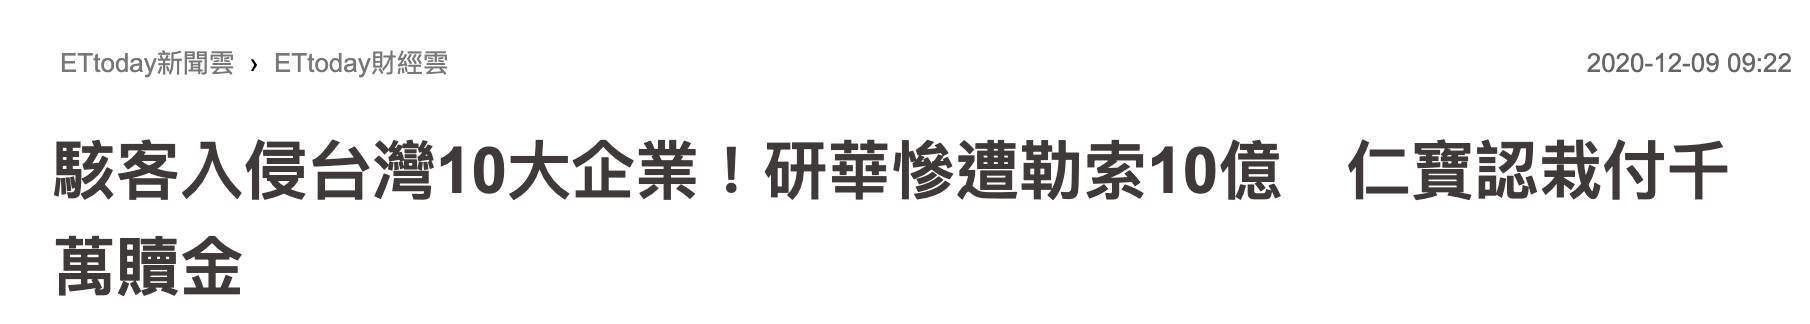 ETtoday新聞雲 › ETtoday財經雲 2020-12-09 09:22
駭客入侵台灣10大企業！研華慘遭勒索10億　仁寶認栽付千
萬贖金